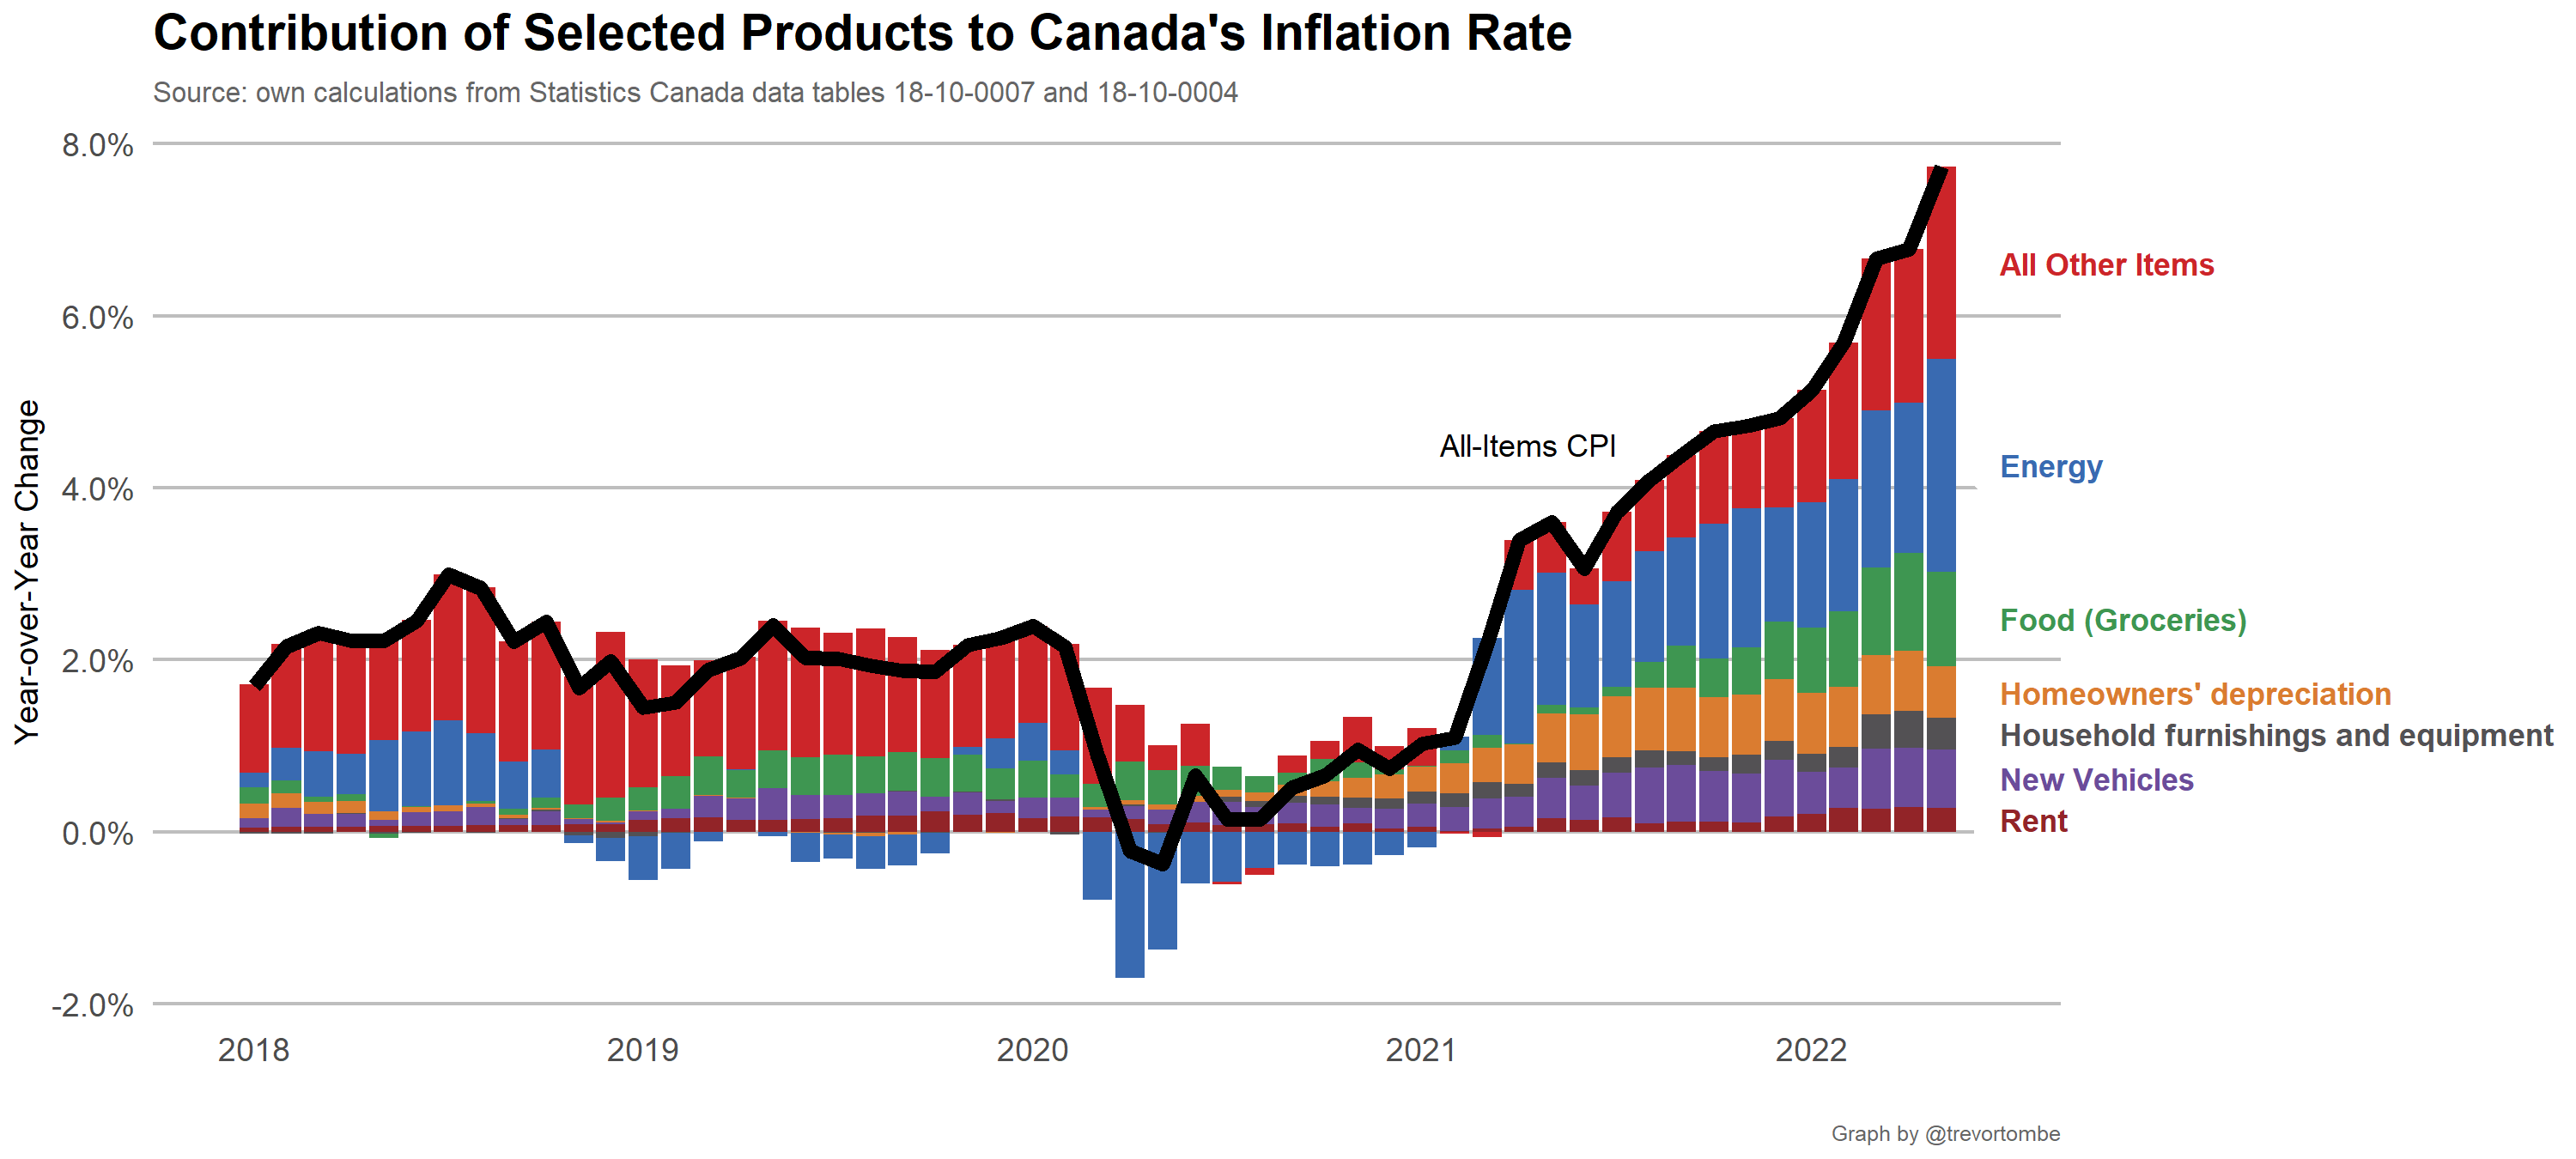 Contribution of Selected Products to Canada's Inflation Rate
Source: own calculations from Statistics Canada data tables 18-10-0007 and 18-10-0004
Year-over-Year Change
8.0%
6.0%
4.0%
2.0%
0.0%
-2.0%
All-Items CPI
All Other Items
Energy
Food (Groceries)
Homeowners' depreciation
Household furnishings and equipment
New Vehicles
Rent
2018 2019 2020 2021 2022
Graph by @trevortombe